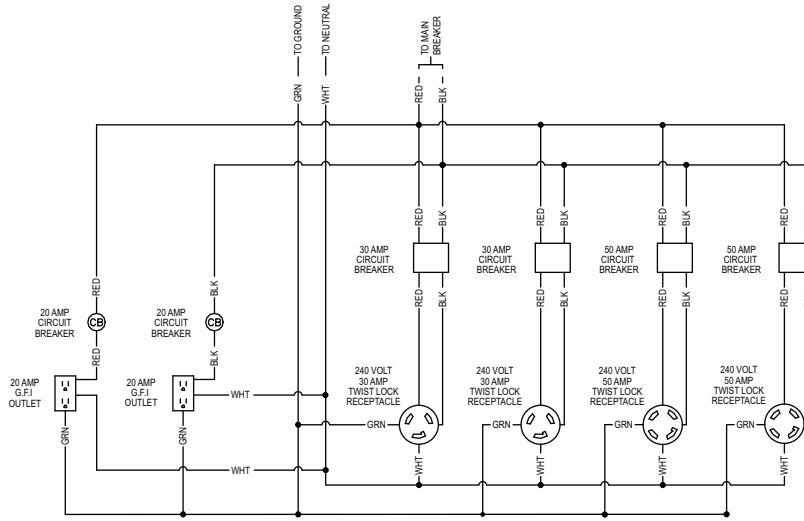 TO GROUND
TO NEUTRAL
TO MAIN
BREAKER
GRN
WHT
RED
BLK
RED
BLK
RED
BLK
RED
BLK
RED
30 AMP
CIRCUIT
BREAKER
30 AMP
CIRCUIT
BREAKER
50 AMP
CIRCUIT
BREAKER
50 AMP
CIRCUIT
BREAKER
RED
BLK
RED
BLK
RED
BLK
RED
BLK
RED
20 AMP
CIRCUIT
BREAKER
CB
20 AMP
CIRCUIT
BREAKER
CB
RED
BLK
20 AMP
G.F.I
OUTLET
20 AMP
G.F.I
OUTLET
240 VOLT
30 AMP
TWIST LOCK
RECEPTACLE
240 VOLT
30 AMP
TWIST LOCK
RECEPTACLE
240 VOLT
50 AMP
TWIST LOCK
RECEPTACLE
240 VOLT
50 AMP
TWIST LOCK
RECEPTACLE
WHT
GRN
GRN
GRN
GRN
GRN
GRN
WHT
WHT
WHT
WHT
WHT